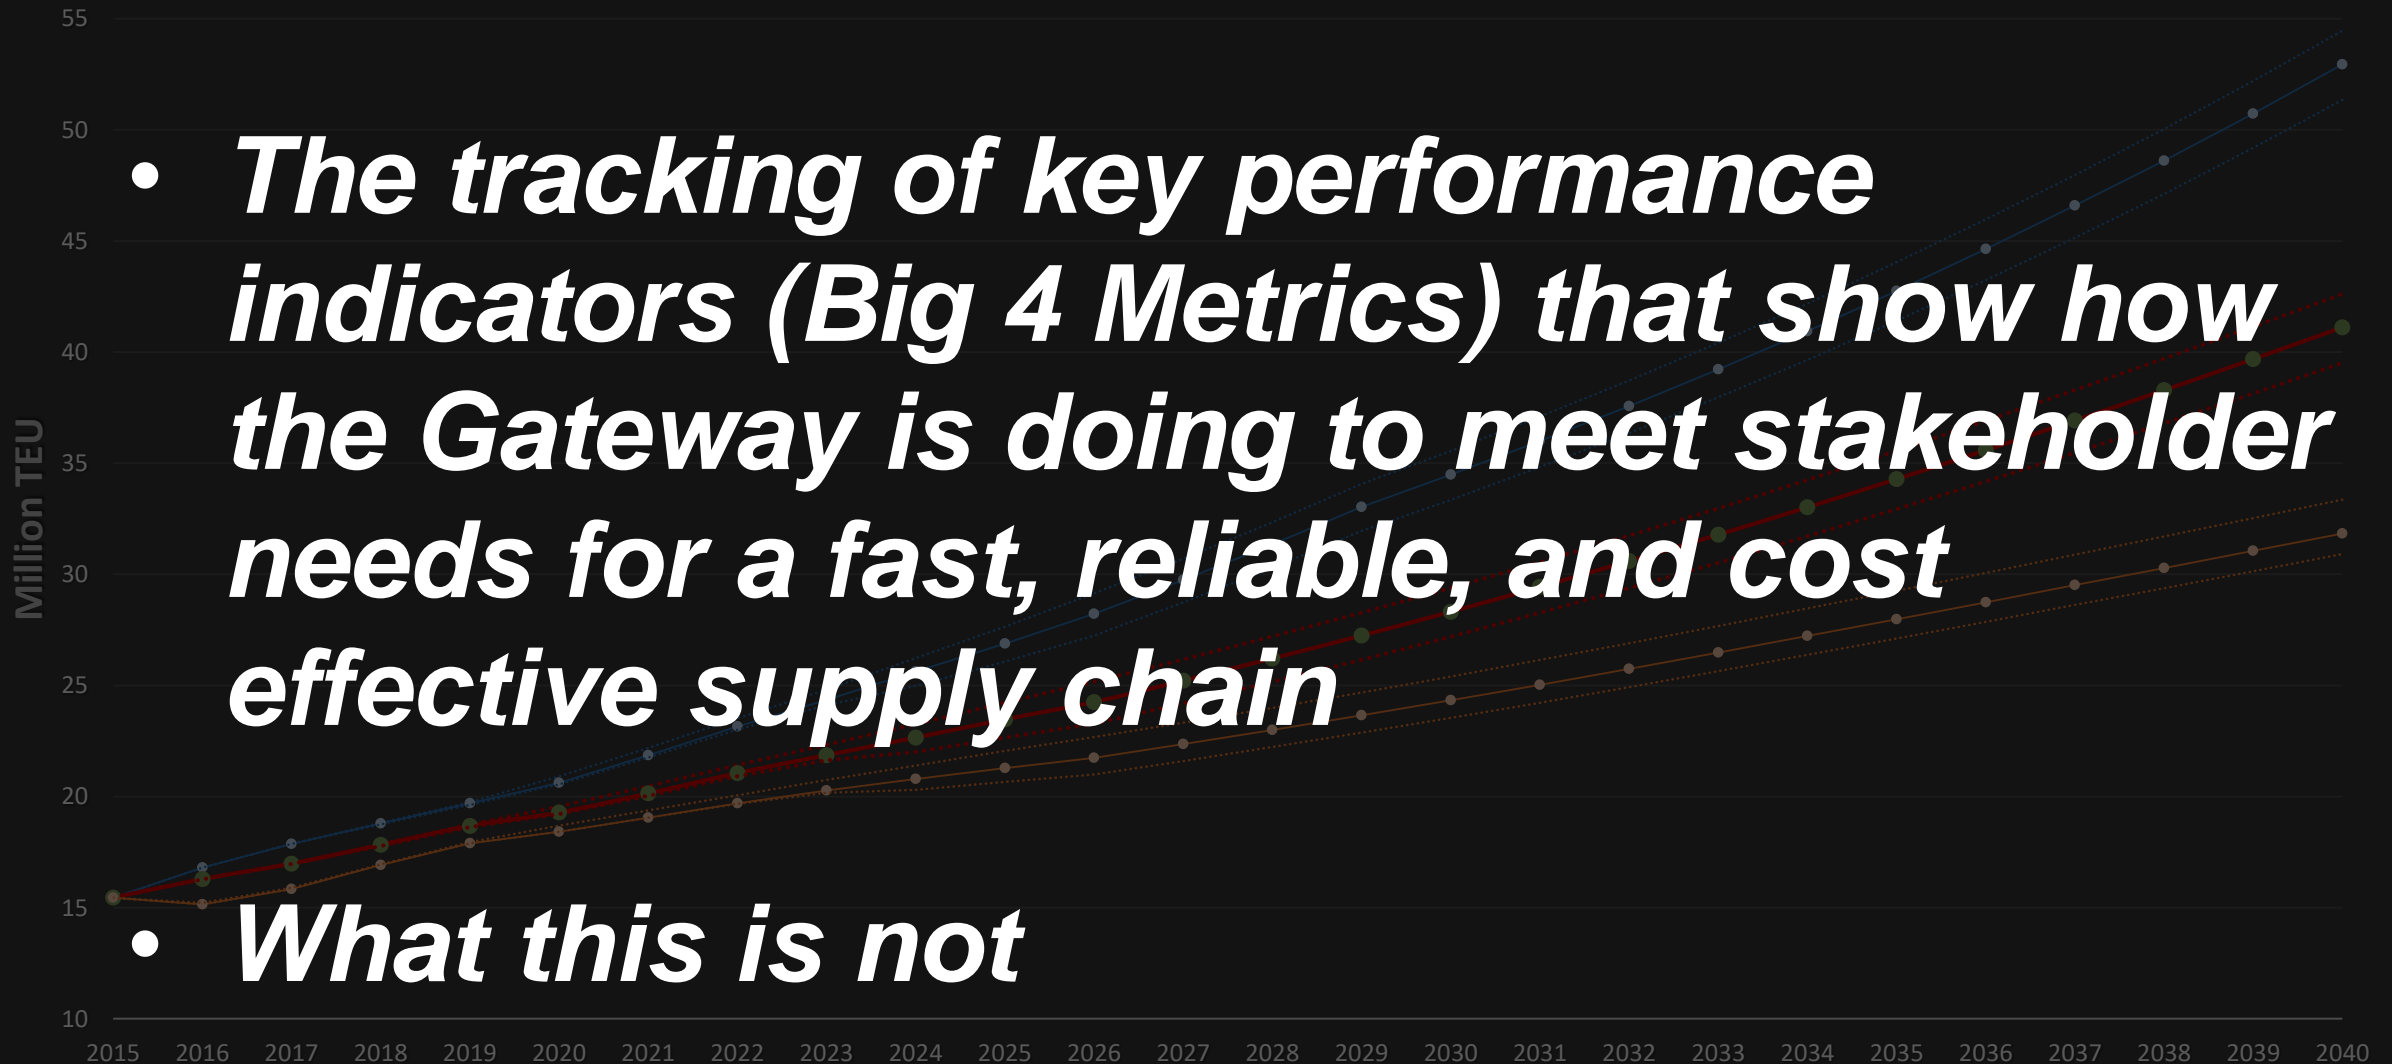 55
50
45
40
35
30
25
20
15
10
Million TEU
• The tracking of key performance
indicators (Big 4 Metrics) that show how
the Gateway is doing to meet stakeholder
needs for a fast, reliable, and cost
effective supply chain
• What this is not
2015 2016 2017 2018 2019 2020 2021 2022 2023 2024 2025 2026 2027 2028 2029 2030 2031 2032 2033 2034 2035 2036 2037 2038 2039 2040